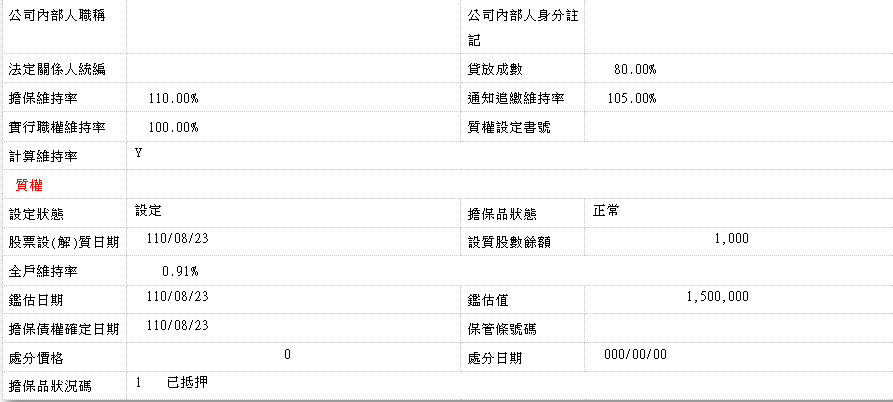 公司內部人職稱 公司內部人身分註
記
法定關係人統編 貸放成數 80.00%
擔保維持率 110.00% 通知追繳維持率 105.00%
實行職權維持率 100.00% 質權設定書號
計算維持率 Y
質權
設定狀態 設定 擔保品狀態 正常
股票設(解)質日期 110/08/23 設質股數餘額 1,000
全戶維持率 0.91%
鑑估日期 110/08/23 鑑估值 1,500,000
擔保債權確定日期 110/08/23 保管條號碼
處分價格 0 處分日期 000/00/00
擔保品狀況碼 1 已抵押